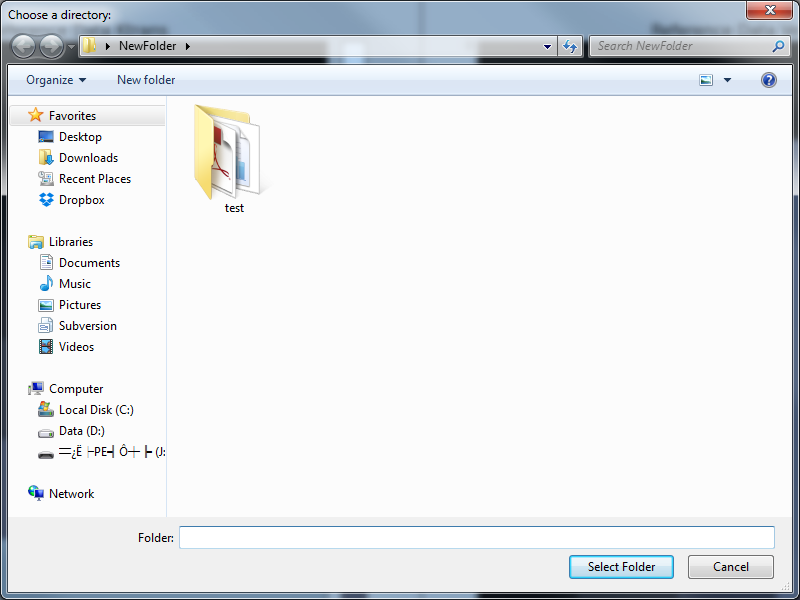 Choose a directory:
NewFolder
Search NewFolder
Organize
New folder
Favorites
Desktop
Downloads
Recent Places
Dropbox
Libraries
Documents
Music
Pictures
Subversion
Videos
Computer
Local Disk (C:)
Data (D:)
(J:
Network
test
Folder:
Select Folder
Cancel